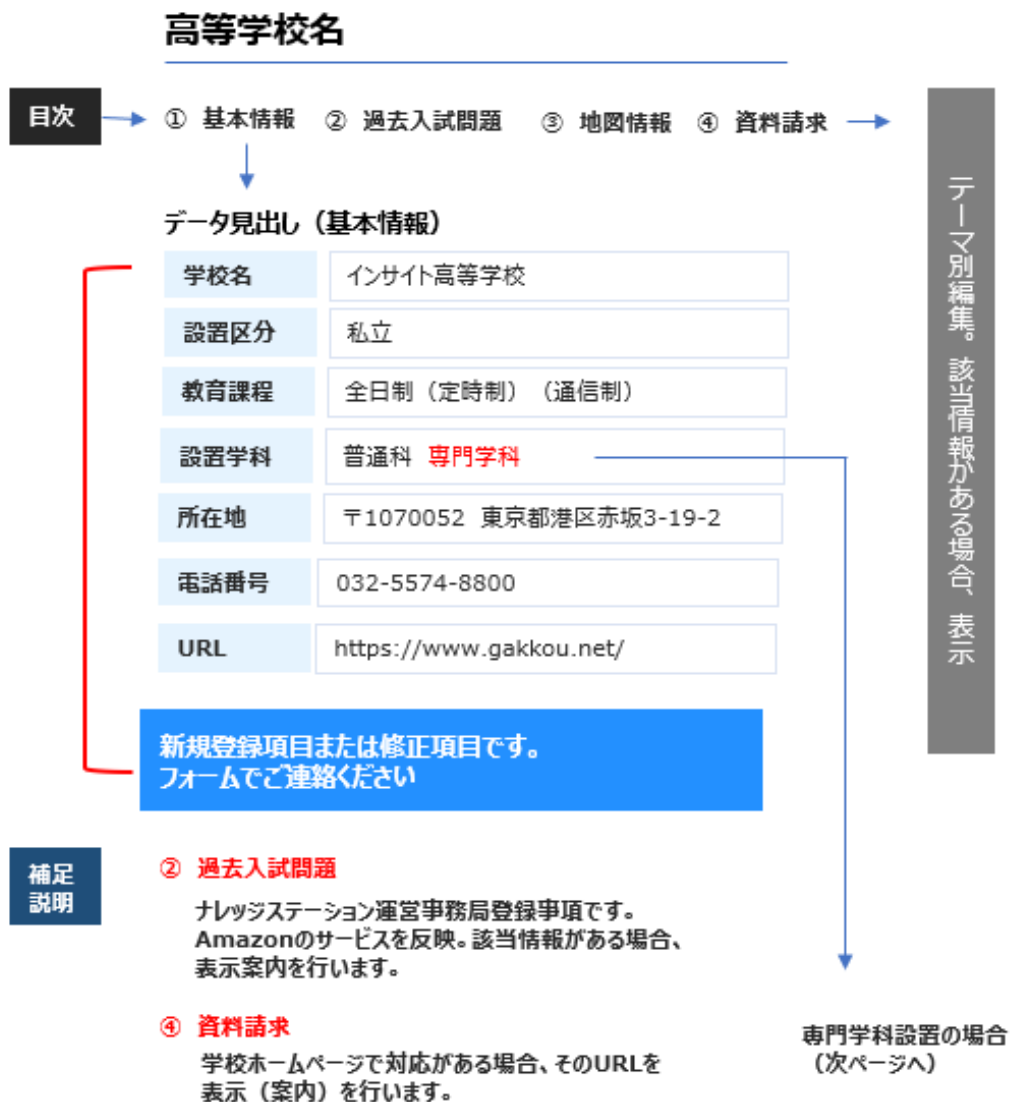 高等学校名
目次
① 基本情報 ② 過去入試問題 ③ 地図情報 ④ 資料請求
データ見出し（基本情報）
学校名 インサイト高等学校
設置区分 私立
教育課程 全日制（定時制）（通信制）
設置学科 普通科 専門学科
所在地 〒1070052 東京都港区赤坂3-19-2
電話番号 032-5574-8800
URL https://www.gakkou.net/
新規登録項目または修正項目です。
フォームでご連絡ください
テーマ別編集。該当情報がある場合、表示
補足
説明
② 過去入試問題
ナレッジステーション運営事務局登録事項です。
Amazonのサービスを反映。該当情報がある場合、
表示案内を行います。
④ 資料請求
学校ホームページで対応がある場合、そのURLを
表示（案内）を行います。
専門学科設置の場合
（次ページへ）